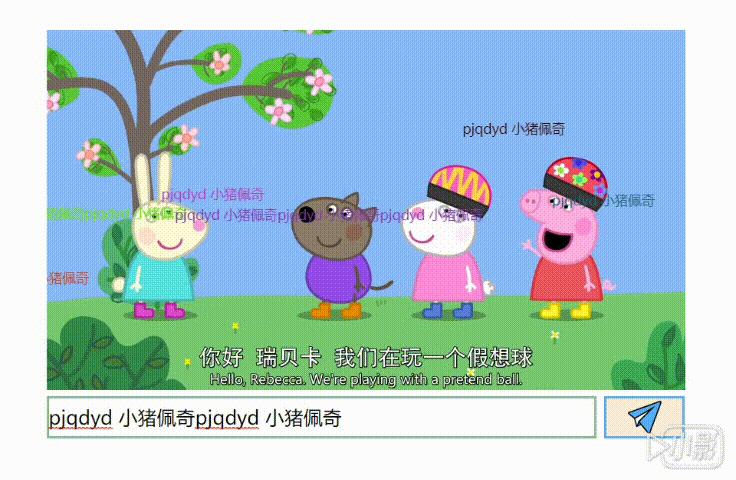 pjqdyd 小猪佩奇
pjqdyd 小猪佩奇
pjqdyd 小猪佩奇
pjqdyd 小猪
pjqdyd 小猪佩奇pjqdyd 小猪佩奇pjqdyd 小猪佩奇
猪佩奇
你好 瑞贝卡 我们在玩一个假想球
Hello, Rebecca. We're playing with a pretend ball.
pjqdyd 小猪佩奇pjqdyd 小猪佩奇
小影